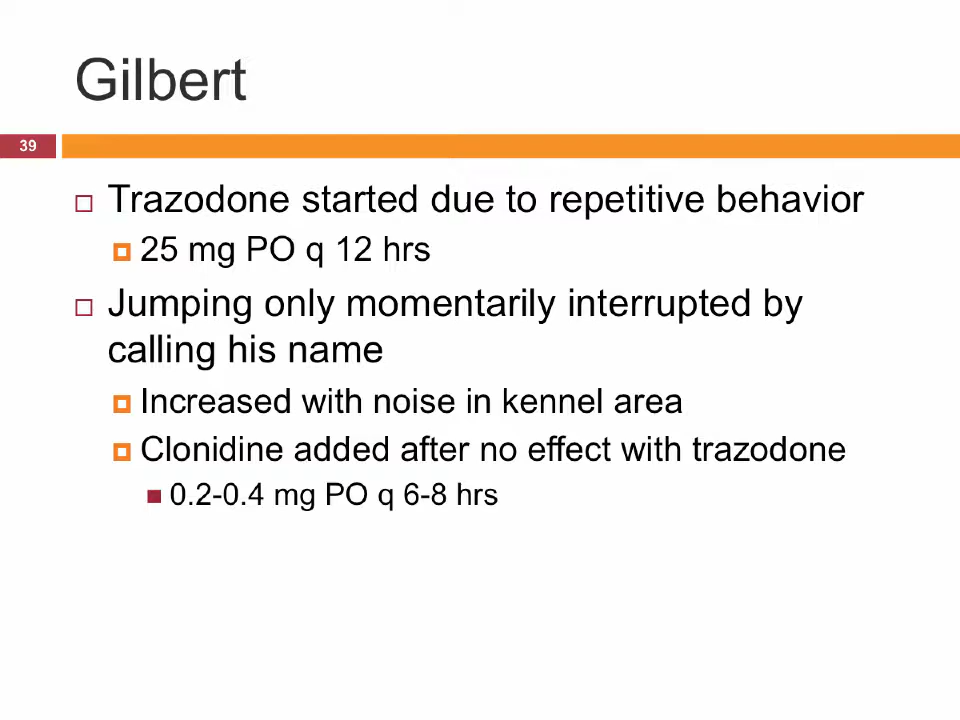 Gilbert
39
Trazodone started due to repetitive behavior
25 mg PO q 12 hrs
Jumping only momentarily interrupted by
calling his name
Increased with noise in kennel area
Clonidine added after no effect with trazodone
0.2-0.4 mg PO q 6-8 hrs